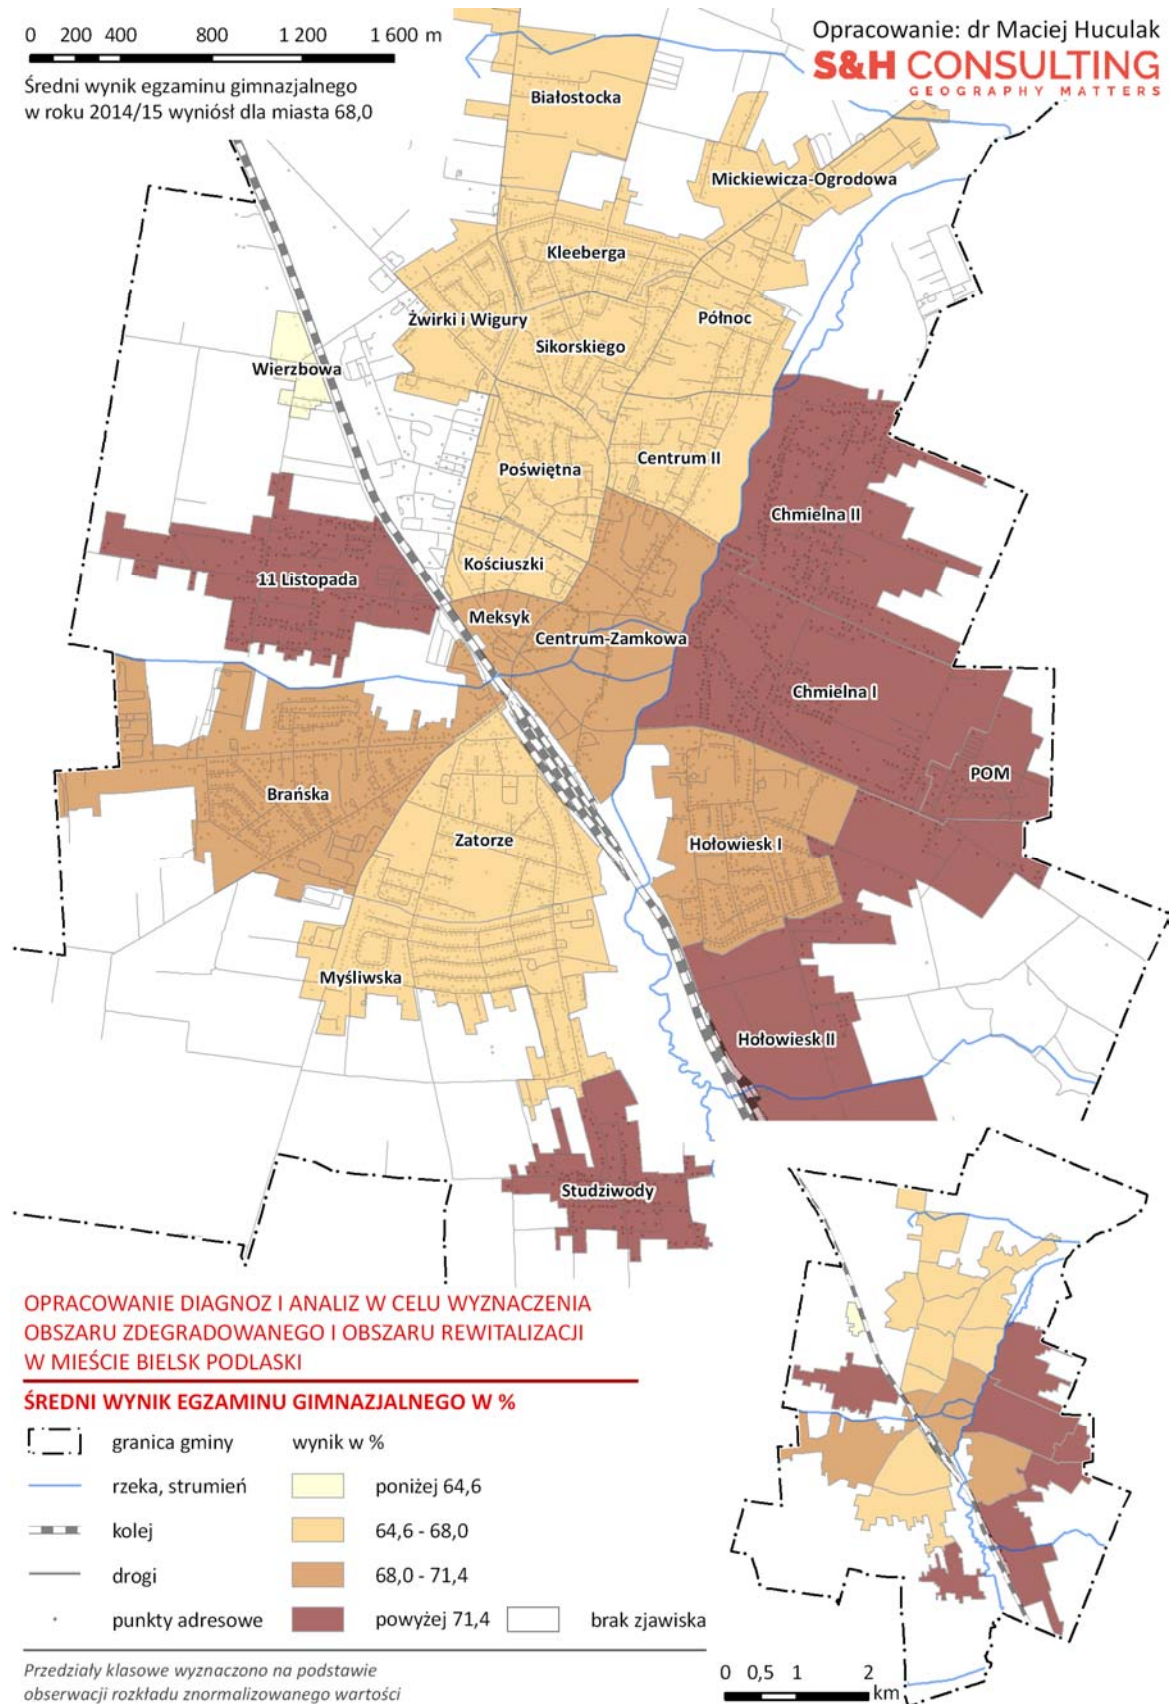 0 200 400 800 1 200 1 600 m
Średni wynik egzaminu gimnazjalnego
w roku 2014/15 wyniósł dla miasta 68,0
Opracowanie: dr Maciej Huculak
S&H CONSULTING
GEOGRAPHY MATTERS
Białostocka
Mickiewicza-Ogrodowa
Kleeberga
Żwirki i Wigury
Północ
Sikorskiego
Wierzbowa
Poświętna
Centrum II
Chmielna II
Kościuszki
11 Listopada
Meksyk
Centrum-Zamkowa
Chmielna I
POM
Brańska
Zatorze
Hołowiesk I
Myśliwska
Hołowiesk II
Studziwody
OPRACOWANIE DIAGNOZ I ANALIZ W CELU WYZNACZENIA
OBSZARU ZDEGRADOWANEGO I OBSZARU REWITALIZACJI
W MIEŚCIE BIELSK PODLASKI
ŚREDNI WYNIK EGZAMINU GIMNAZJALNEGO W %
granica gminy wynik w %
rzeka, strumień poniżej 64,6
kolej 64,6 - 68,0
drogi 68,0 - 71,4
punkty adresowe powyżej 71,4 brak zjawiska
Przedziały klasowe wyznaczono na podstawie
obserwacji rozkładu znormalizowanego wartości
0 0,5 1 2
km